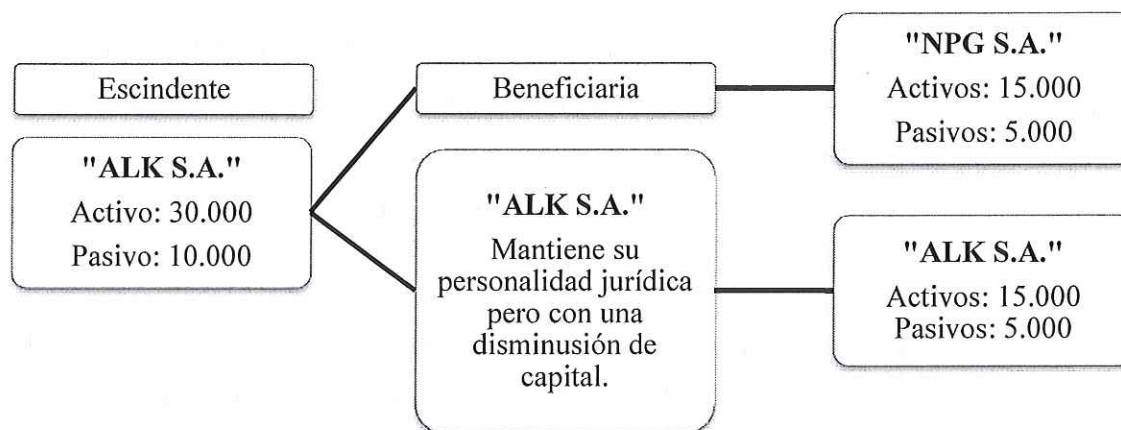 Escindente
"ALK S.A."
Activo: 30.000
Pasivo: 10.000
Beneficiaria
"ALK S.A."
Mantiene su
personalidad jurídica
pero con una
disminusión de
capital.
"NPG S.A."
Activos: 15.000
Pasivos: 5.000
"ALK S.A."
Activos: 15.000
Pasivos: 5.000